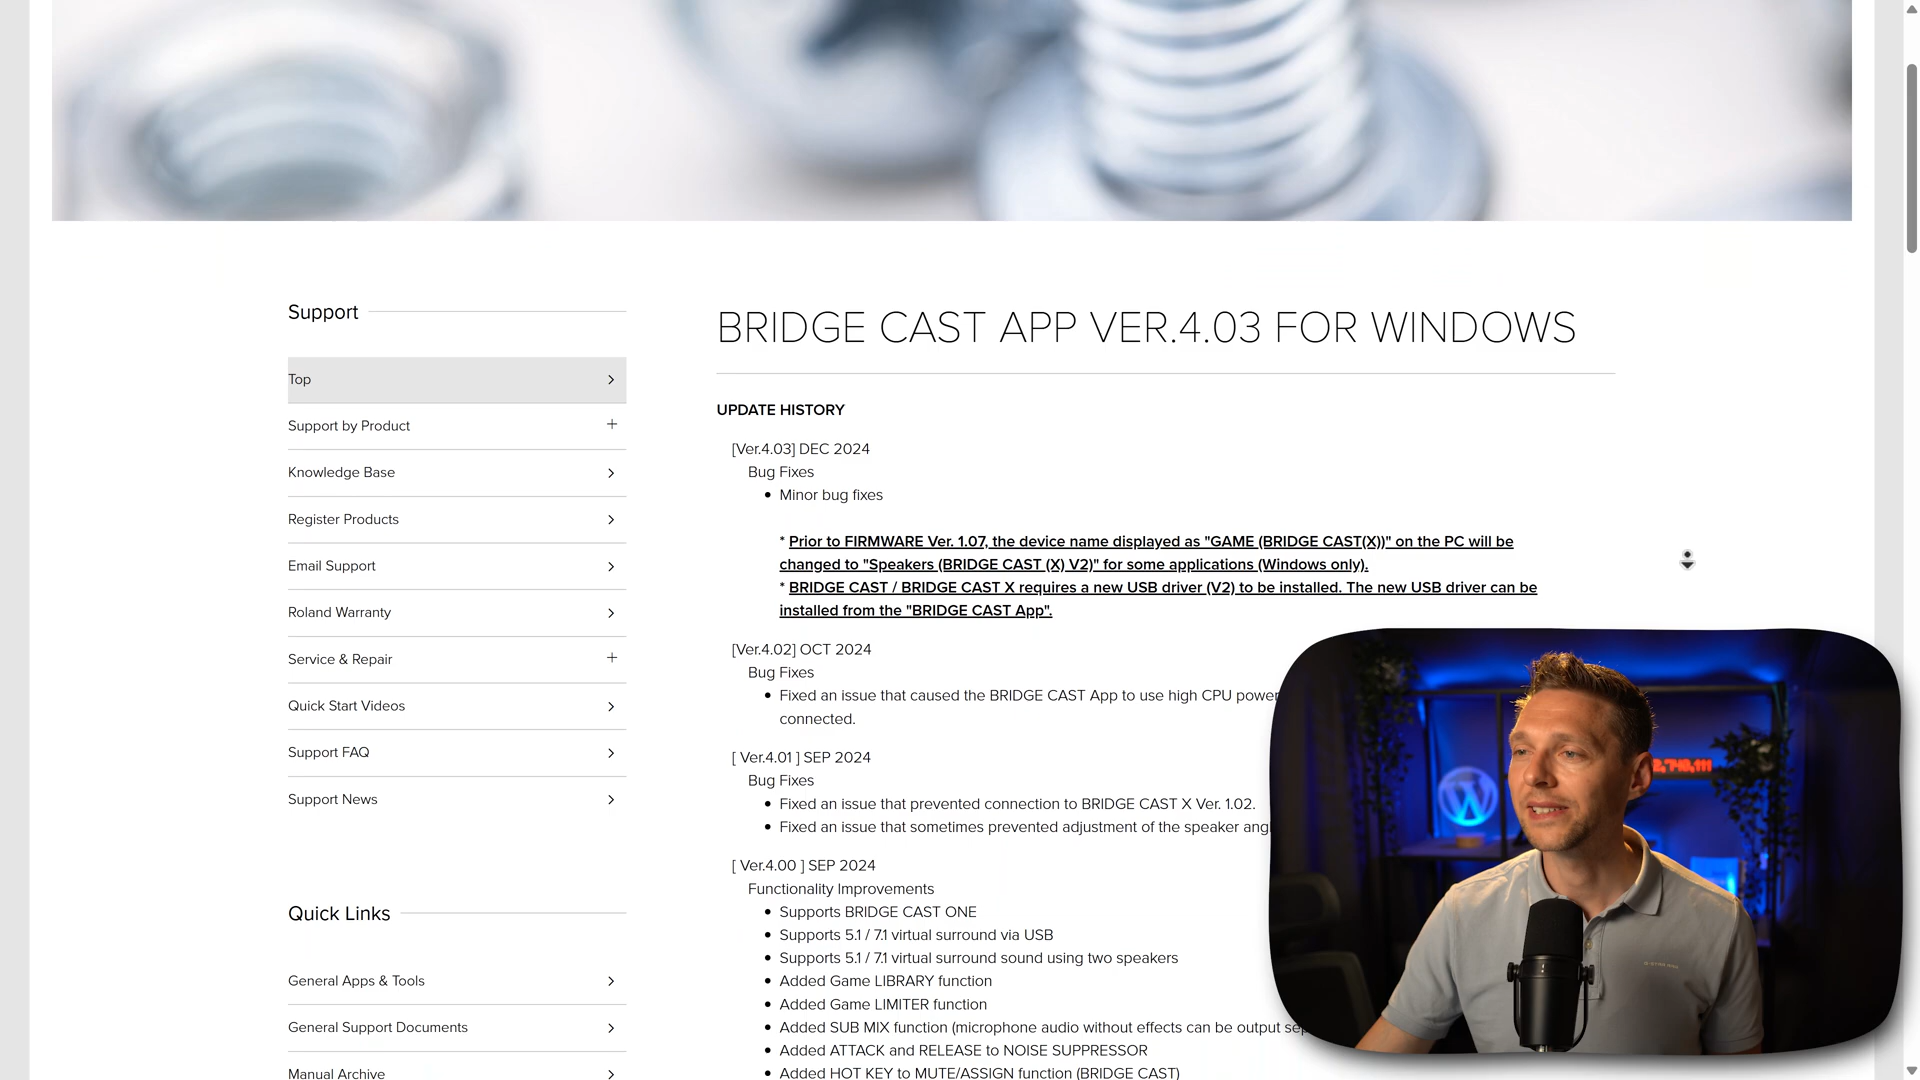 Support
Top
Support by Product
Knowledge Base
Register Products
Email Support
Roland Warranty
Service & Repair
Quick Start Videos
Support FAQ
Support News
Quick Links
General Apps & Tools
General Support Documents
Manual Archive
BRIDGE CAST APP VER.4.03 FOR WINDOWS
UPDATE HISTORY
[Ver.4.03] DEC 2024
Bug Fixes
• Minor bug fixes
* Prior to FIRMWARE Ver. 1.07, the device name displayed as "GAME (BRIDGE CAST(X))" on the PC will be
changed to "Speakers (BRIDGE CAST (X) V2)" for some applications (Windows only).
* BRIDGE CAST / BRIDGE CAST X requires a new USB driver (V2) to be installed. The new USB driver can be
installed from the "BRIDGE CAST App".
[Ver.4.02] OCT 2024
Bug Fixes
• Fixed an issue that caused the BRIDGE CAST App to use high CPU power
connected.
[ Ver.4.01 ] SEP 2024
Bug Fixes
• Fixed an issue that prevented connection to BRIDGE CAST X Ver. 1.02.
• Fixed an issue that sometimes prevented adjustment of the speaker
[ Ver.4.00 ] SEP 2024
Functionality Improvements
• Supports BRIDGE CAST ONE
• Supports 5.1 / 7.1 virtual surround via USB
• Supports 5.1 / 7.1 virtual surround sound using two speakers
• Added Game LIBRARY function
• Added Game LIMITER function
• Added SUB MIX function (microphone audio without effects can be output
• Added ATTACK and RELEASE to NOISE SUPPRESSOR
• Added HOT KEY to MUTE/ASSIGN function (BRIDGE CAST)